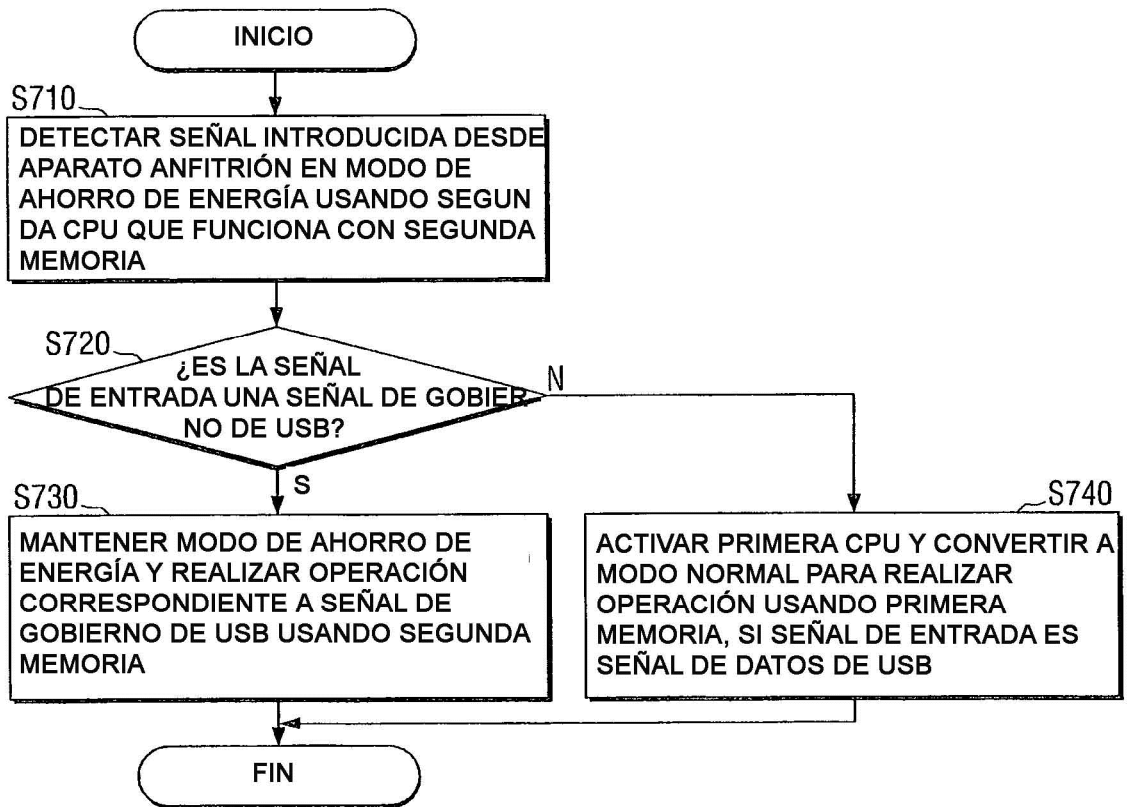 INICIO
S710
DETECTAR SEÑAL INTRODUCIDA DESDE
APARATO ANFITRIÓN EN MODO DE
AHORRO DE ENERGÍA USANDO SEGUN
DA CPU QUE FUNCIONA CON SEGUNDA
MEMORIA
S720
¿ES LA SEÑAL
DE ENTRADA UNA SEÑAL DE GOBIER
NO DE USB?
N
S
S730
MANTENER MODO DE AHORRO DE
ENERGÍA Y REALIZAR OPERACIÓN
CORRESPONDIENTE A SEÑAL DE
GOBIERNO DE USB USANDO SEGUNDA
MEMORIA
S740
ACTIVAR PRIMERA CPU Y CONVERTIR A
MODO NORMAL PARA REALIZAR
OPERACIÓN USANDO PRIMERA
MEMORIA, SI SEÑAL DE ENTRADA ES
SEÑAL DE DATOS DE USB
FIN